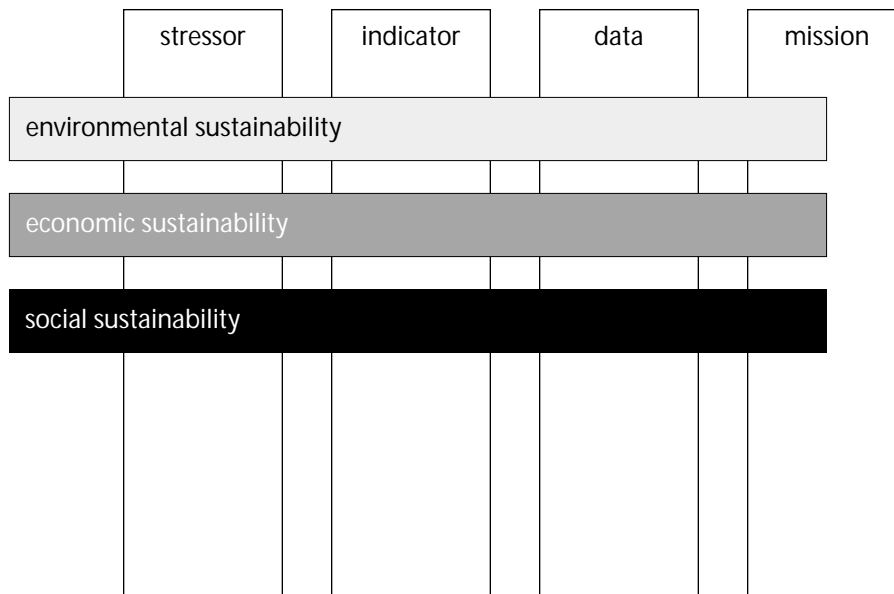 stressor
indicator
data
mission
environmental sustainability
economic sustainability
social sustainability